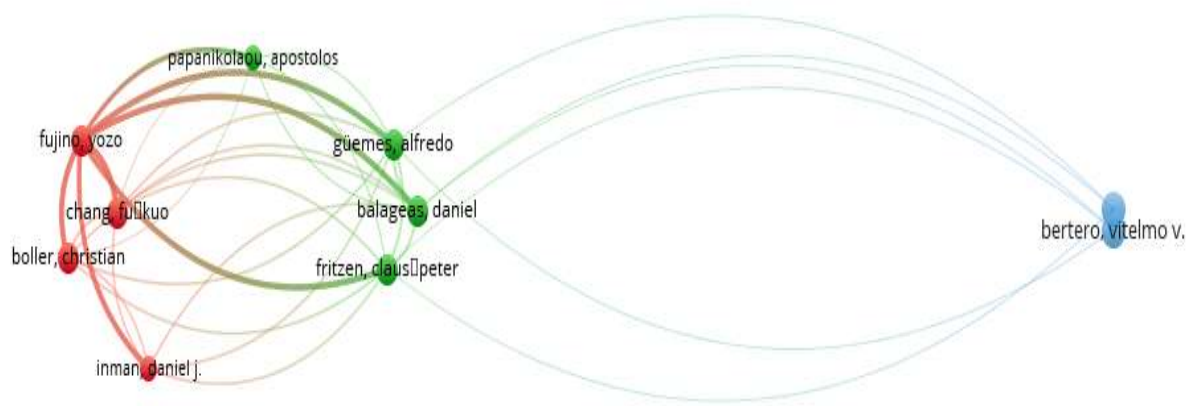 papanikolaou, apostolos
fujino, yozo
güemes, alfredo
chang, fu▯kuo
balageas, daniel
bertero, vitelmo v.
boller, christian
fritzen, claus▯peter
inman, daniel j.